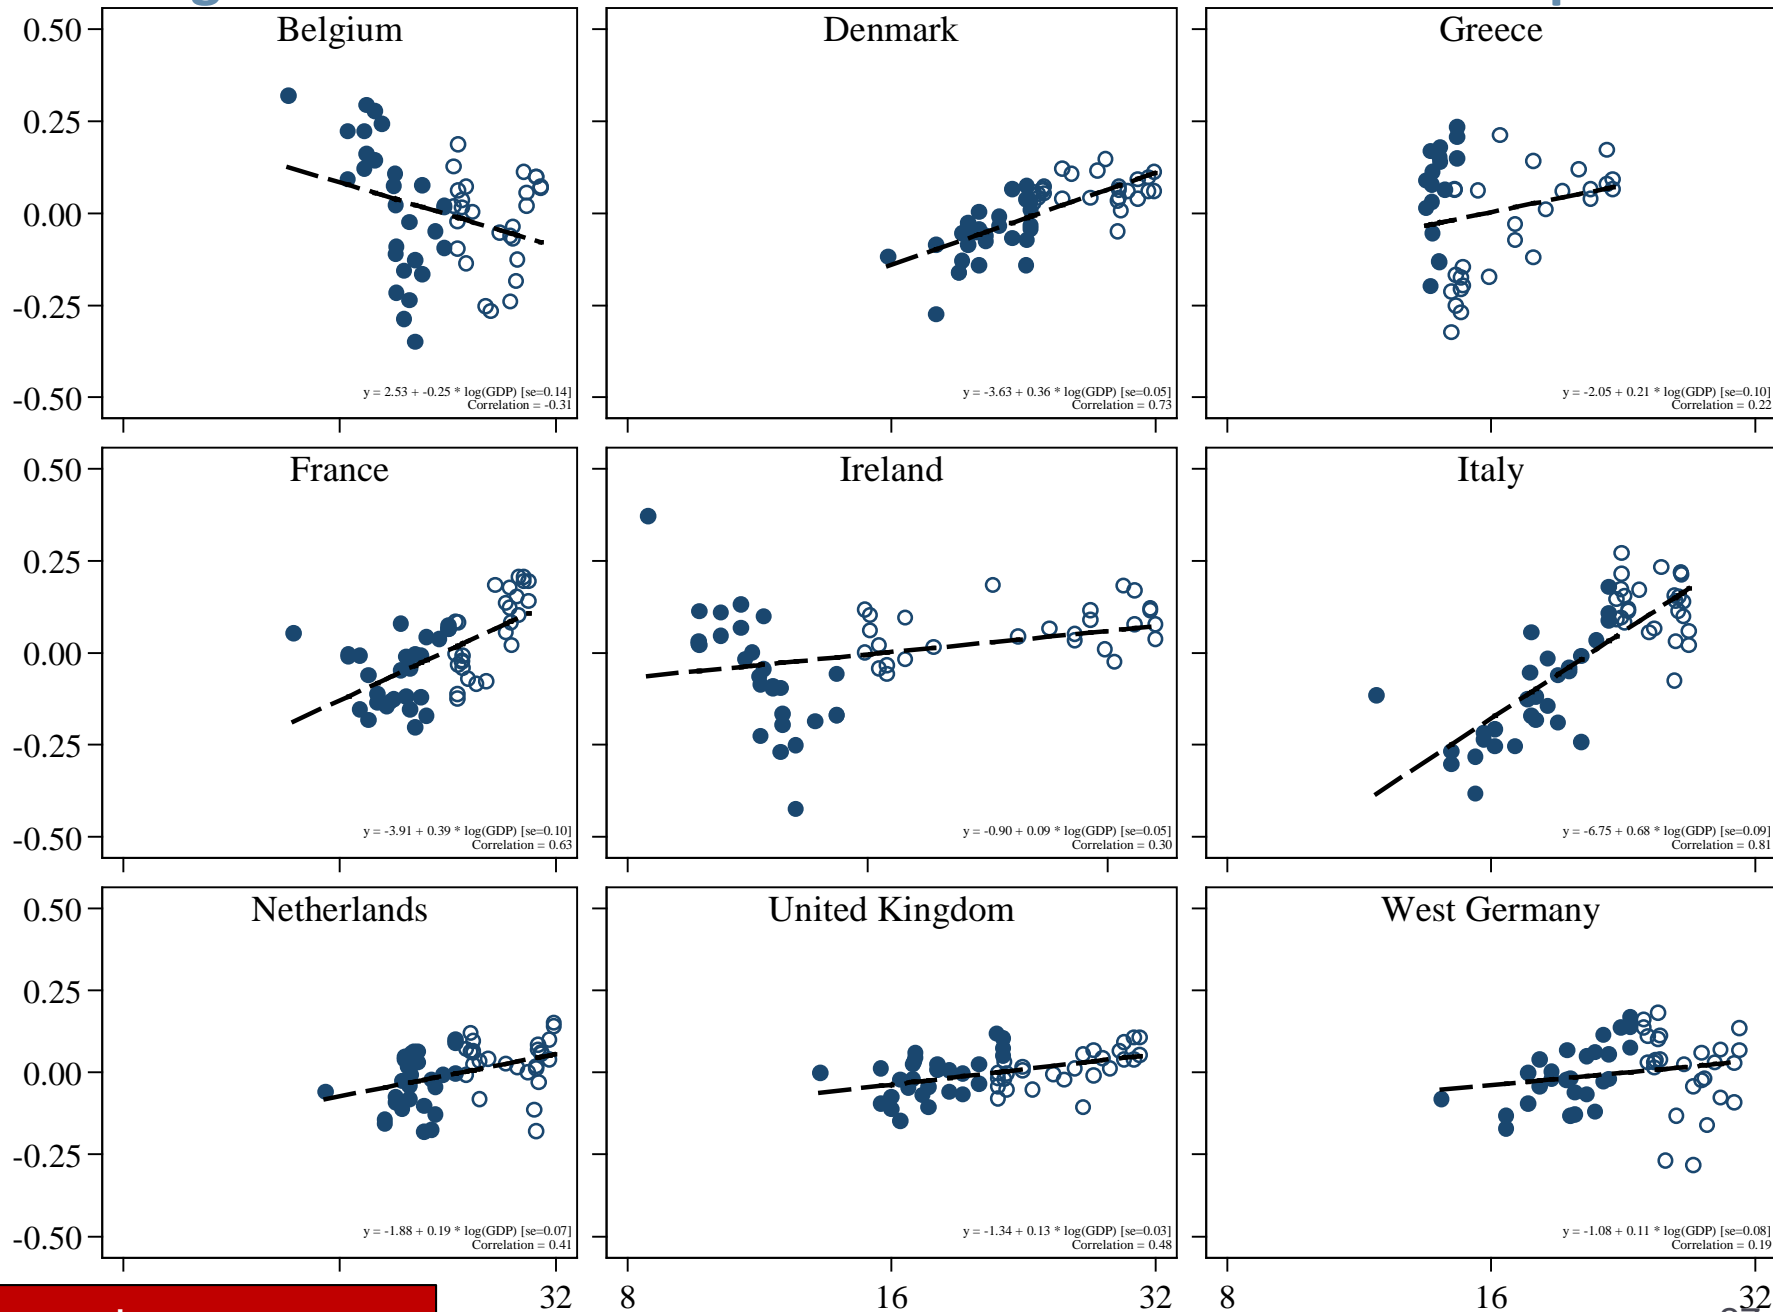 Belgium
Denmark
Greece
0.50
0.25
0.00
-0.25
-0.50
y = 2.53 + -0.25 * log(GDP) [se=0.14]
Correlation = -0.31
y = -3.63 + 0.36 * log(GDP) [se=0.05]
Correlation = 0.73
y = -2.05 + 0.21 * log(GDP) [se=0.10]
Correlation = 0.22
France
Ireland
Italy
0.50
0.25
0.00
-0.25
-0.50
y = -3.91 + 0.39 * log(GDP) [se=0.10]
Correlation = 0.63
y = -0.90 + 0.09 * log(GDP) [se=0.05]
Correlation = 0.30
y = -6.75 + 0.68 * log(GDP) [se=0.09]
Correlation = 0.81
Netherlands
United Kingdom
West Germany
0.50
0.25
0.00
-0.25
-0.50
y = -1.88 + 0.19 * log(GDP) [se=0.07]
Correlation = 0.41
y = -1.34 + 0.13 * log(GDP) [se=0.03]
Correlation = 0.48
y = -1.08 + 0.11 * log(GDP) [se=0.08]
Correlation = 0.19
32 8 16 32 8 16 32